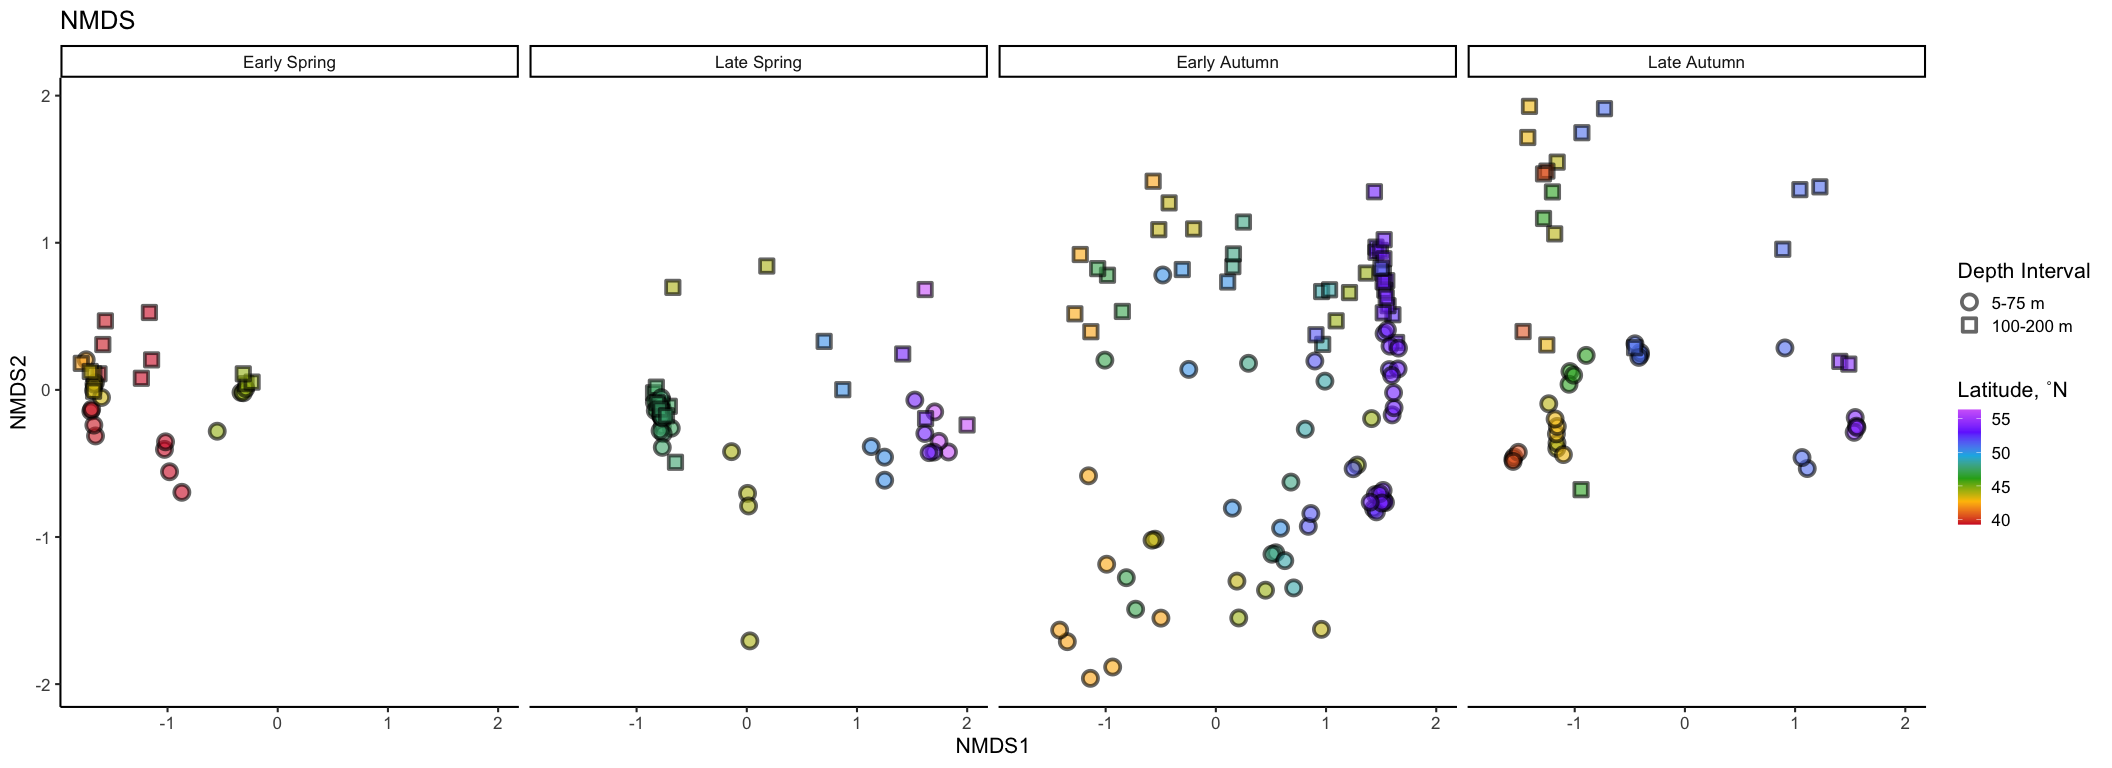 NMDS
Early Spring
Late Spring
Early Autumn
Late Autumn
2
1
0
-1
-2
NMDS2
-1 0 1 2
-1 0 1 2
-1 0 1 2
-1 0 1 2
NMDS1
Depth Interval
5-75 m
100-200 m
Latitude, °N
55
50
45
40